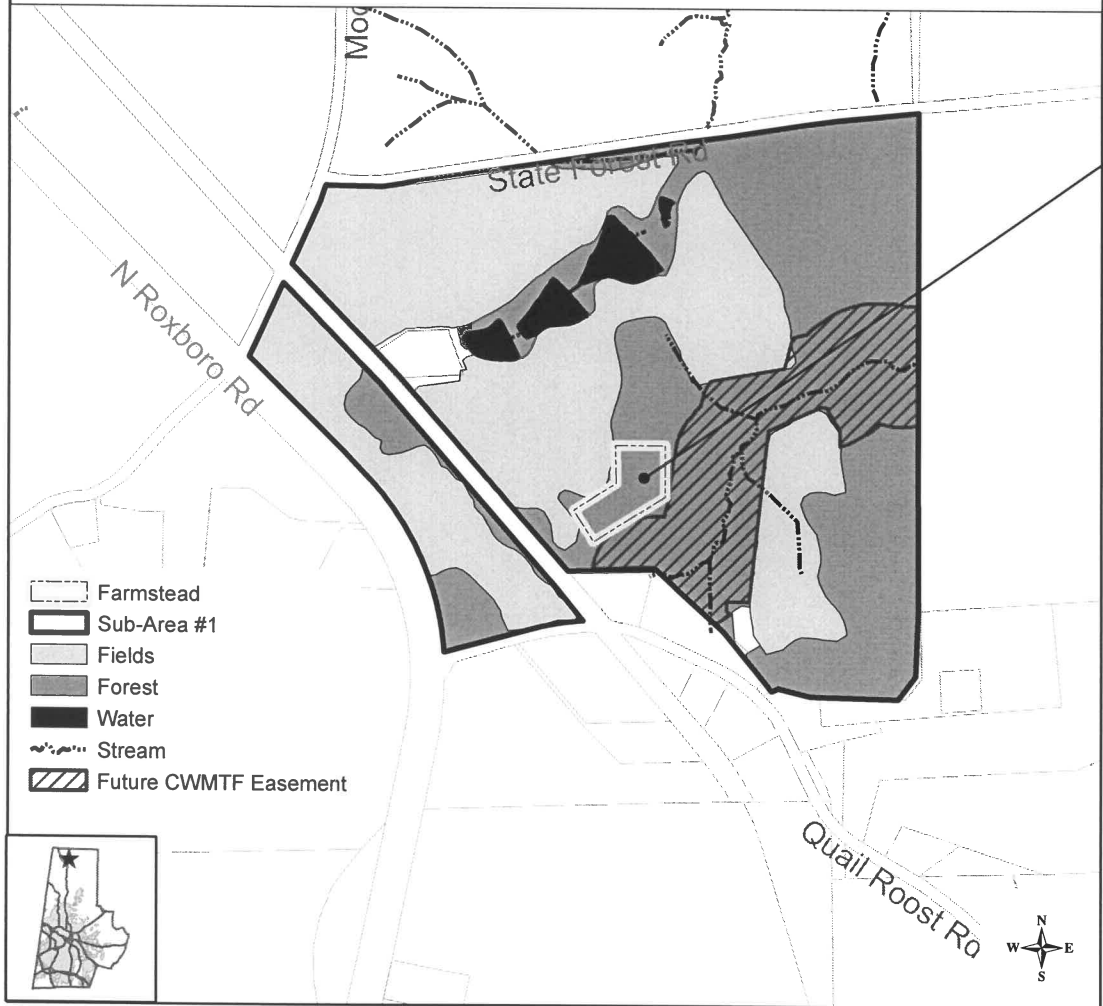 State Forest Rd
N Roxboro Rd
Farmstead
Sub-Area #1
Fields
Forest
Water
Stream
Future CWMTF Easement
Quail Roost Rd
N
W E
S